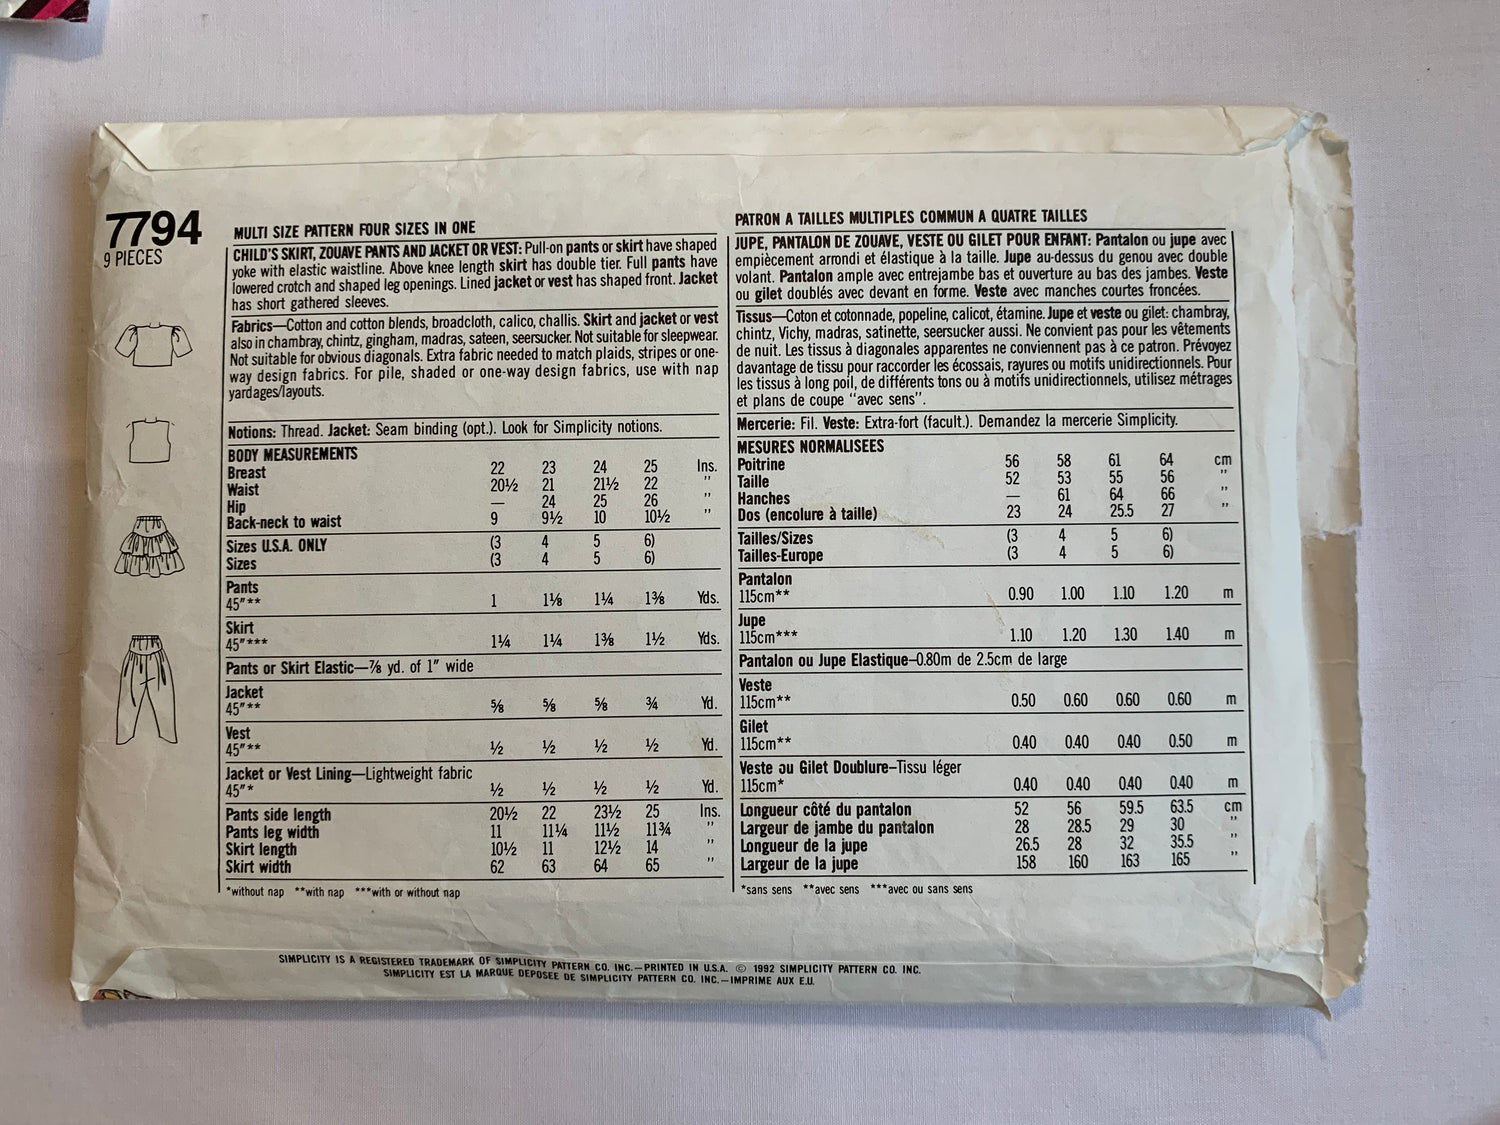 7794
9 PIECES
MULTI SIZE PATTERN FOUR SIZES IN ONE
CHILD'S SKIRT, ZOUAVE PANTS AND JACKET OR VEST: Pull-on pants or skirt have shaped
yoke with elastic waistline. Above knee length skirt has double tier. Full pants have
lowered crotch and shaped leg openings. Lined jacket or vest has shaped front. Jacket
has short gathered sleeves.
Fabrics—Cotton and cotton blends, broadcloth, calico, challis. Skirt and jacket or vest
also in chambray, chintz, gingham, madras, sateen, seersucker. Not suitable for sleepwear.
Not suitable for obvious diagonals. Extra fabric needed to match plaids, stripes or one-
way design fabrics. For pile, shaded or one-way design fabrics, use with nap
yardages/layouts.
Notions: Thread. Jacket: Seam binding (opt.). Look for Simplicity notions.
BODY MEASUREMENTS
Breast 22 23 24 25 Ins.
Waist 20½ 21 21½ 22 ”
Hip — 24 25 26 ”
Back-neck to waist 9 9½ 10 10½ ”
Sizes U.S.A. ONLY (3 4 5 6)
Sizes (3 4 5 6)
Pants
45"** 1 1⅛ 1¼ 1⅜ Yds.
Skirt
45"*** 1¼ 1¼ 1⅜ 1½ Yds.
Pants or Skirt Elastic—⅞ yd. of 1" wide
Jacket
45"** ⅝ ⅝ ⅝ ¾ Yd.
Vest
45"** ½ ½ ½ ½ Yd.
Jacket or Vest Lining—Lightweight fabric
45"* ½ ½ ½ ½ Yd.
Pants side length 20½ 22 23½ 25 Ins.
Pants leg width 11 11¼ 11½ 11¾ ”
Skirt length 10½ 11 12½ 14 ”
Skirt width 62 63 64 65 ”
*without nap **with nap ***with or without nap
PATRON A TAILLES MULTIPLES COMMUN A QUATRE TAILLES
JUPE, PANTALON DE ZOUAVE, VESTE OU GILET POUR ENFANT: Pantalon ou jupe avec
empiècement arrondi et élastique à la taille. Jupe au-dessus du genou avec double
volant. Pantalon ample avec entrejambe bas et ouverture au bas des jambes. Veste
ou gilet doublés avec devant en forme. Veste avec manches courtes froncées.
Tissus—Coton et cotonnade, popeline, calicot, étamine. Jupe et veste ou gilet: chambray,
chintz, Vichy, madras, satinette, seersucker aussi. Ne convient pas pour les vêtements
de nuit. Les tissus à diagonales apparentes ne conviennent pas à ce patron. Prévoyez
davantage de tissu pour raccorder les écossais, rayures ou motifs unidirectionnels. Pour
les tissus à long poil, de différents tons ou à motifs unidirectionnels, utilisez métrages
et plans de coupe "avec sens".
Mercerie: Fil. Veste: Extra-fort (facult.). Demandez la mercerie Simplicity.
MESURES NORMALISEES
Poitrine 56 58 61 64 cm
Taille 52 53 55 56 ”
Hanches — 61 64 66 ”
Dos (encolure à taille) 23 24 25.5 27 ”
Tailles/Sizes (3 4 5 6)
Tailles-Europe (3 4 5 6)
Pantalon
115cm** 0.90 1.00 1.10 1.20 m
Jupe
115cm*** 1.10 1.20 1.30 1.40 m
Pantalon ou Jupe Elastique—0.80m de 2.5cm de large
Veste
115cm** 0.50 0.60 0.60 0.60 m
Gilet
115cm** 0.40 0.40 0.40 0.50 m
Veste ou Gilet Doublure—Tissu léger
115cm* 0.40 0.40 0.40 0.40 m
Longueur côté du pantalon 52 56 59.5 63.5 cm
Largeur de jambe du pantalon 28 28.5 29 30 ”
Longueur de la jupe 26.5 28 32 35.5 ”
Largeur de la jupe 158 160 163 165 ”
*sans sens **avec sens ***avec ou sans sens
SIMPLICITY IS A REGISTERED TRADEMARK OF SIMPLICITY PATTERN CO. INC.—PRINTED IN U.S.A. © 1992 SIMPLICITY PATTERN CO. INC.
SIMPLICITY EST LA MARQUE DEPOSEE DE SIMPLICITY PATTERN CO. INC.—IMPRIME AUX E.U.